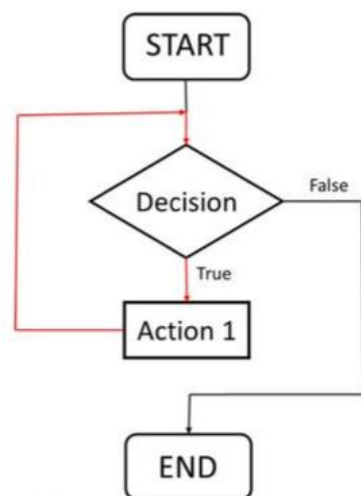 START
Decision
False
True
Action 1
END